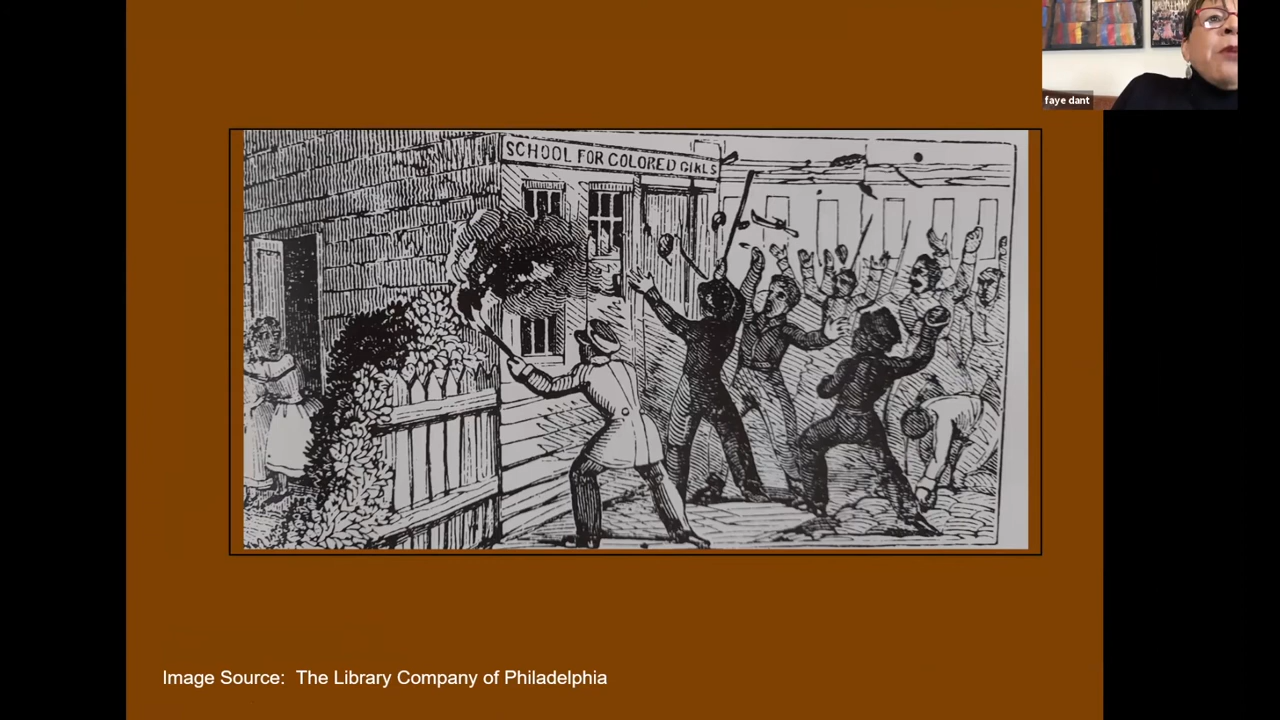 faye dant
SCHOOL FOR COLORED GIRLS
Image Source:  The Library Company of Philadelphia